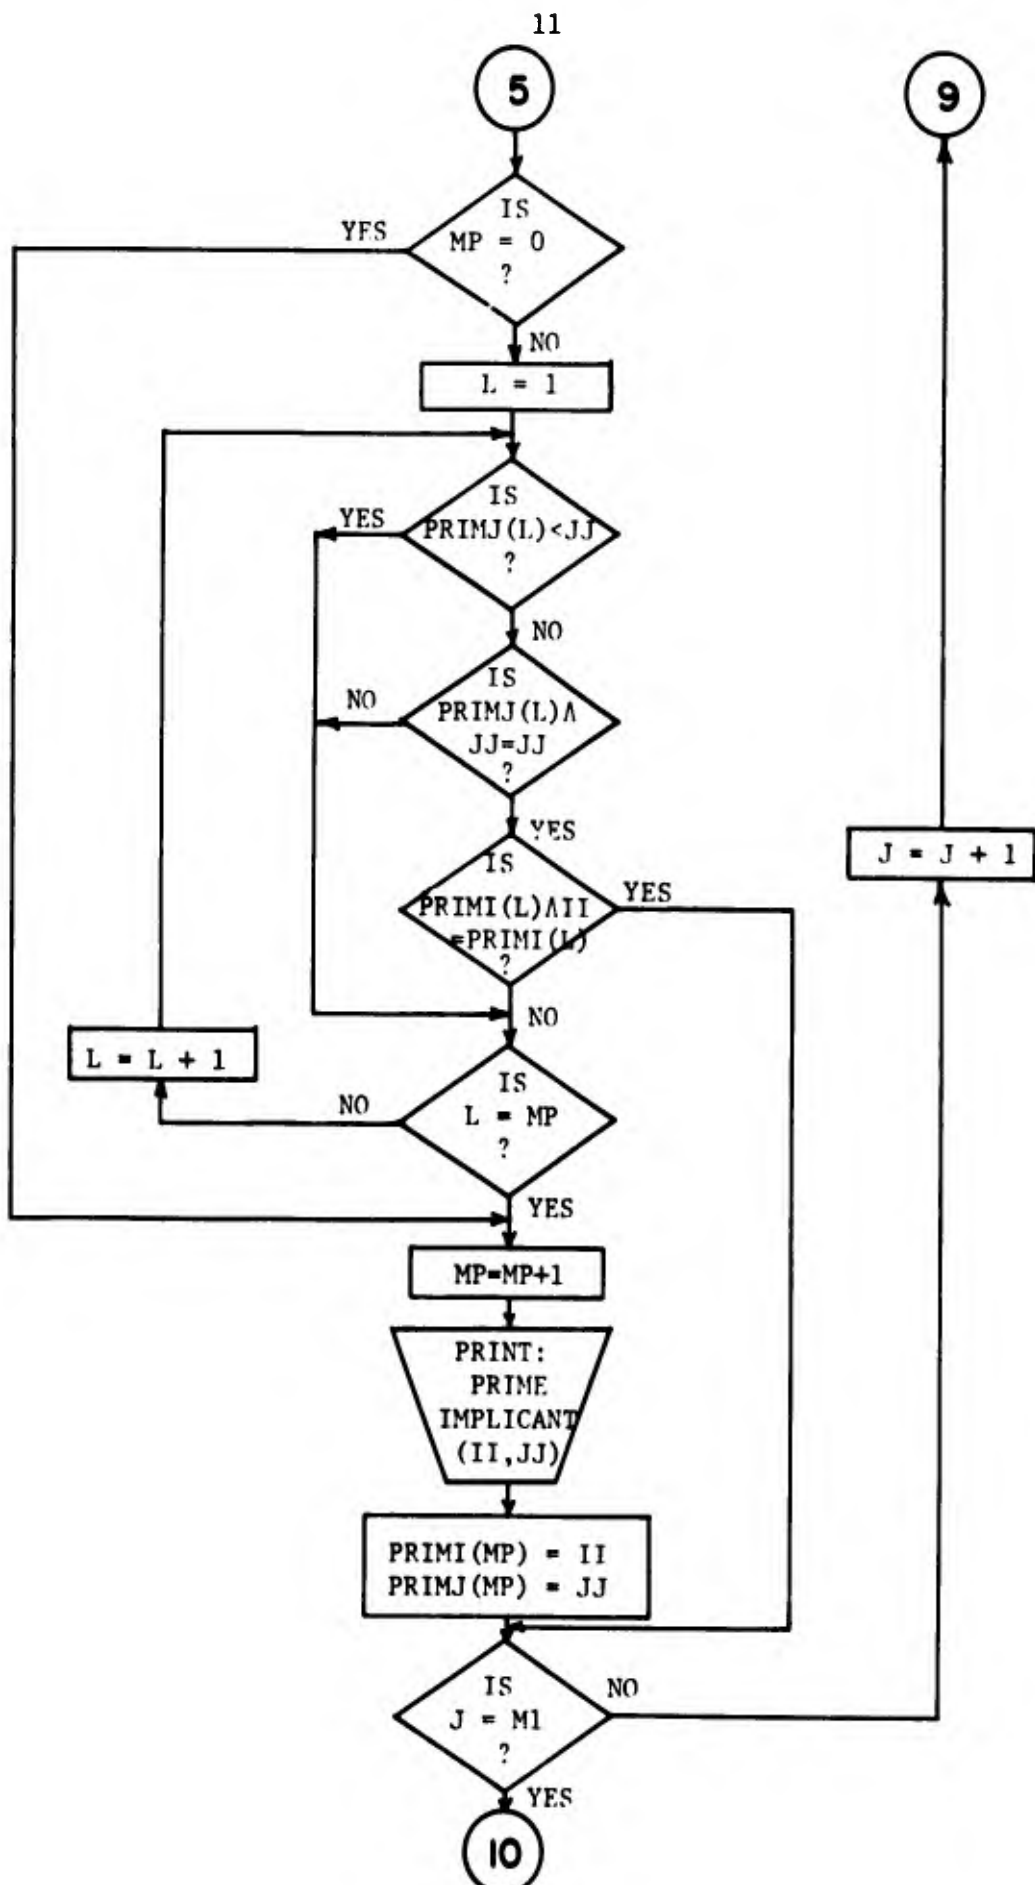 11
5
9
IS
MP = 0
?
YES
NO
L = 1
IS
PRIMJ(L)<JJ
?
YES
NO
IS
PRIMJ(L)∧
JJ=JJ
?
NO
YES
IS
PRIMI(L)∧II
=PRIMI(L)
?
YES
NO
J = J + 1
L = L + 1
IS
L = MP
?
NO
YES
MP=MP+1
PRINT:
PRIME
IMPLICANT
(II,JJ)
PRIMI(MP) = II
PRIMJ(MP) = JJ
IS
J = M1
?
NO
YES
10